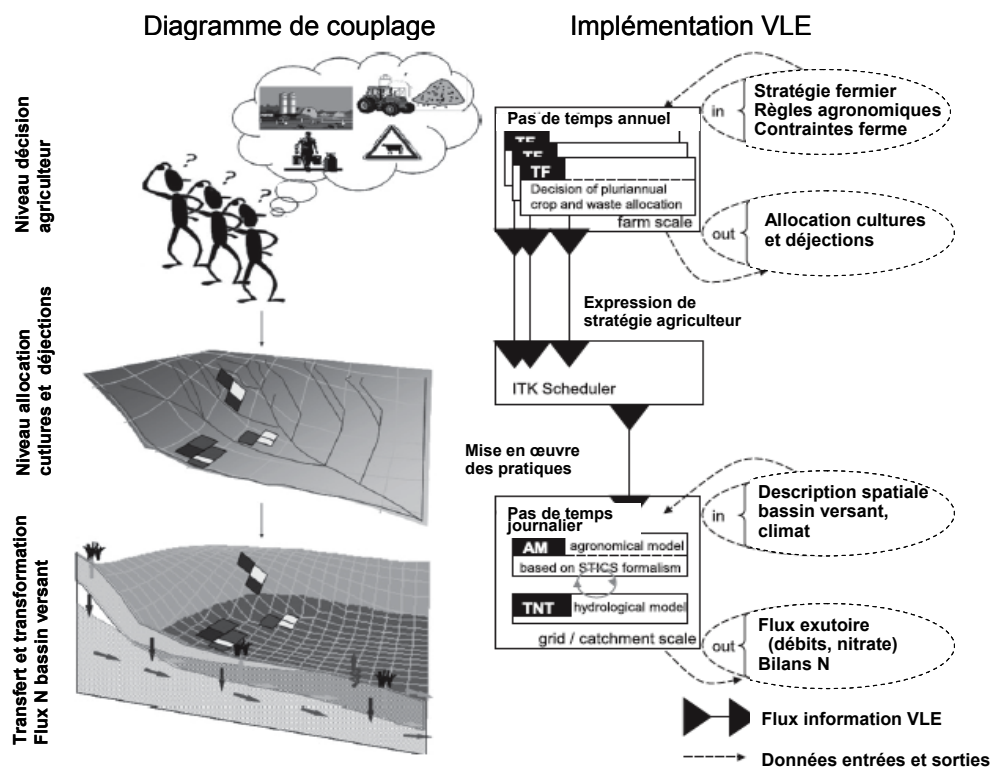 Diagramme de couplage
Implémentation VLE
Niveau décision
agriculteur
?
?
?
Pas de temps annuel
TF
TF
TF
Decision of pluriannual
crop and waste allocation
farm scale
in
Stratégie fermier
Règles agronomiques
Contraintes ferme
out
Allocation cultures
et déjections
Expression de
stratégie agriculteur
Niveau allocation
cutlures et déjections
ITK Scheduler
Mise en œuvre
des pratiques
Transfert et transformation
Flux N bassin versant
Pas de temps
journalier
AM agronomical model
based on STICS formalism
TNT hydrological model
grid / catchment scale
in
Description spatiale
bassin versant,
climat
out
Flux exutoire
(débits, nitrate)
Bilans N
Flux information VLE
Données entrées et sorties